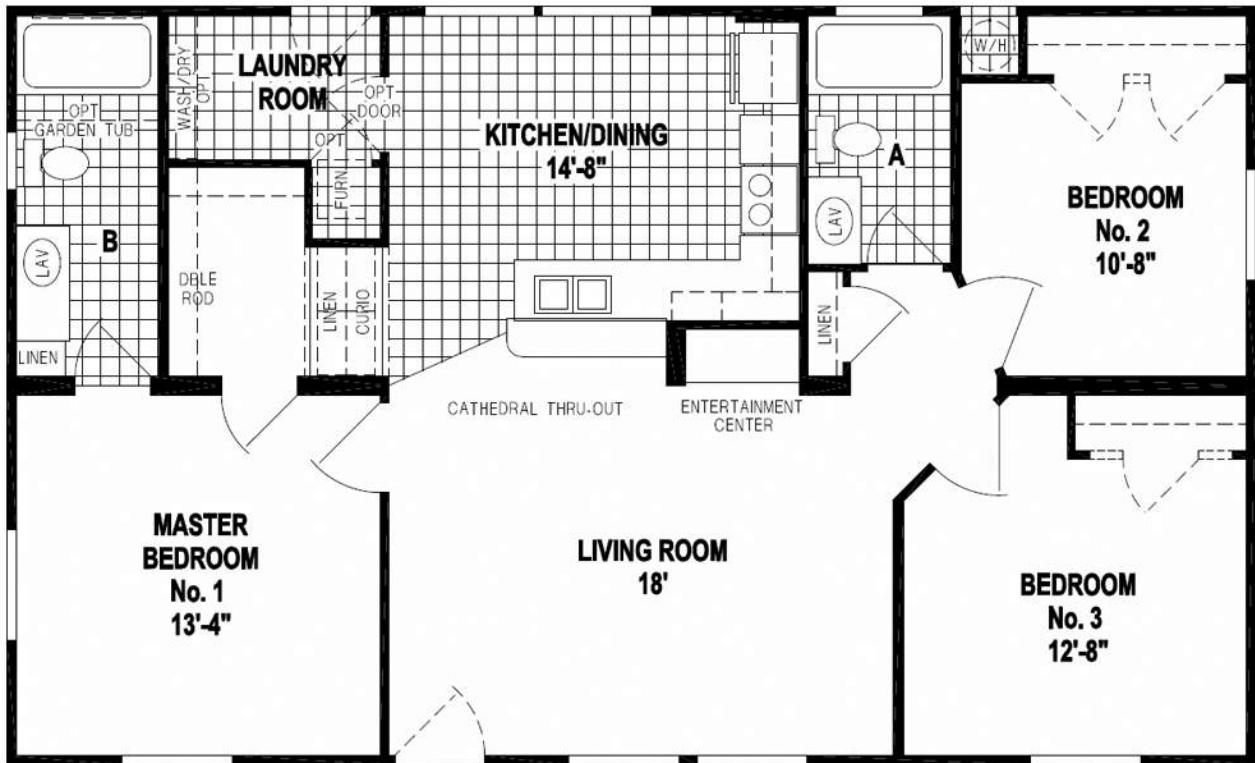 OPT
GARDEN TUB
LAV
B
LINEN
WASH/DRY
OPT
LAUNDRY
ROOM
OPT
DOOR
OPT
FURN.
DBLE
ROD
LINEN
CURIO
KITCHEN/DINING
14'-8"
A
LAV
LINEN
W/H
BEDROOM
No. 2
10'-8"
CATHEDRAL THRU-OUT
ENTERTAINMENT
CENTER
MASTER
BEDROOM
No. 1
13'-4"
LIVING ROOM
18'
BEDROOM
No. 3
12'-8"